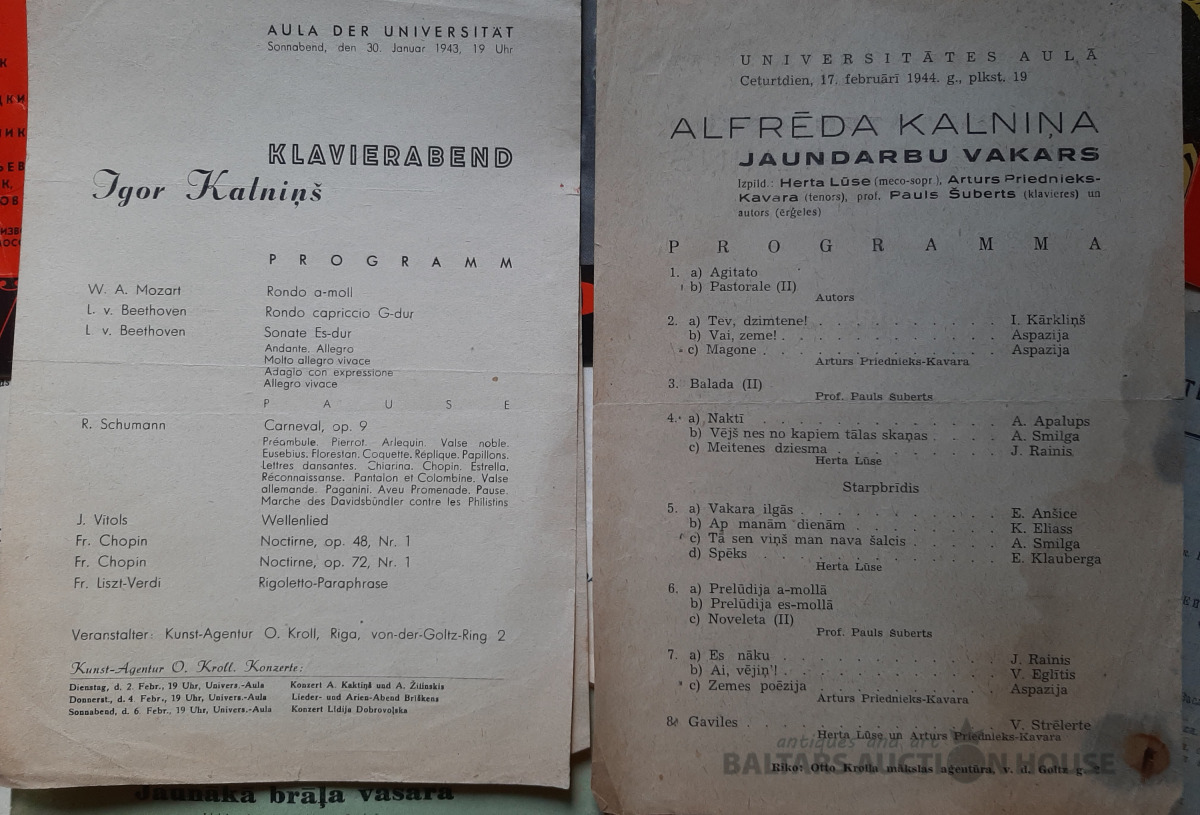 AULA DER UNIVERSITÄT
Sonnabend, den 30. Januar 1943, 19 Uhr
KLAVIERABEND
Igor Kalniņš
PROGRAMM
W. A. Mozart Rondo a-moll
L. v. Beethoven Rondo capriccio G-dur
L. v. Beethoven Sonate Es-dur
Andante, Allegro
Molto allegro vivace
Adagio con expressione
Allegro vivace
PAUSE
R. Schumann Carneval, op. 9
Préambule. Pierrot. Arlequin. Valse noble.
Eusebius. Florestan. Coquette. Réplique. Papillons.
Lettres dansantes. Chiarina. Chopin. Estrella.
Réconnaisanse. Pantalon et Colombine. Valse
allemande. Paganini. Aveu Promenade. Pause.
Marche des Davidsbündler contre les Philistins
J. Vitols Wellenlied
Fr. Chopin Noctirne, op. 48, Nr. 1
Fr. Chopin Noctirne, op. 72, Nr. 1
Fr. Liszt-Verdi Rigoletto-Paraphrase
Veranstalter: Kunst-Agentur O. Kroll, Riga, von-der-Goltz-Ring 2
Kunst-Agentur O. Kroll. Konzerte:
Dienstag, d. 2. Febr., 19 Uhr, Univers.-Aula Konzert A. Kaktiņš und A. Žilinskis
Donnerst., d. 4. Febr., 19 Uhr, Univers.-Aula Lieder- und Arien-Abend Briškens
Sonnabend, d. 6. Febr., 19 Uhr, Univers.-Aula Konzert Lidija Dobrovoļska
Jaunākā brāļa vasara
UNIVERSITĀTES AULĀ
Ceturtdien, 17. februārī 1944. g., plkst. 19
ALFRĒDA KALNIŅA
JAUNDARBU VAKARS
Izpild.: Herta Lūse (meco-sopr.), Arturs Priednieks-
Kavara (tenors), prof. Pauls Šuberts (klavieres) un
autors (ērģeles)
PROGRAMMA
1. a) Agitato
b) Pastorale (II)
Autors
2. a) Tev, dzimtene! . . . . . . . . . . I. Kārkliņš
b) Vai, zeme! . . . . . . . . . . . Aspazija
c) Magone . . . . . . . . . . . . Aspazija
Arturs Priednieks-Kavara
3. Balada (II)
Prof. Pauls Šuberts
4. a) Naktī . . . . . . . . . . . . . A. Apalups
b) Vējš nes no kapiem tālas skaņas . . . . A. Smilga
c) Meitenes dziesma . . . . . . . . . J. Rainis
Herta Lūse
Starpbrīdis
5. a) Vakara ilgās . . . . . . . . . . E. Anšice
b) Ap manām dienām . . . . . . . . K. Eliass
c) Tā sen viņš man nava šalcis . . . . . A. Smilga
d) Spēks . . . . . . . . . . . . E. Klauberga
Herta Lūse
6. a) Prelūdija a-mollā
b) Prelūdija es-mollā
c) Noveleta (II)
Prof. Pauls Šuberts
7. a) Es nāku . . . . . . . . . . . J. Rainis
b) Ai, vējiņ'! . . . . . . . . . . . V. Eglītis
c) Zemes poēzija . . . . . . . . . . Aspazija
Arturs Priednieks-Kavara
8. Gaviles . . . . . . . . . . . . . V. Strēlerte
Herta Lūse un Arturs Priednieks-Kavara
antiques and art
BALTARS AUCTION HOUSE
Rīko: Otto Krolla mākslas aģentūra, v. d. Goltz g. 2